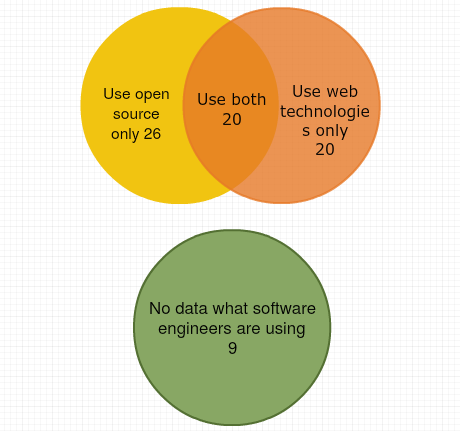 Use open
source
only 26
Use both
20
Use web
technologie
s only
20
No data what software
engineers are using
9